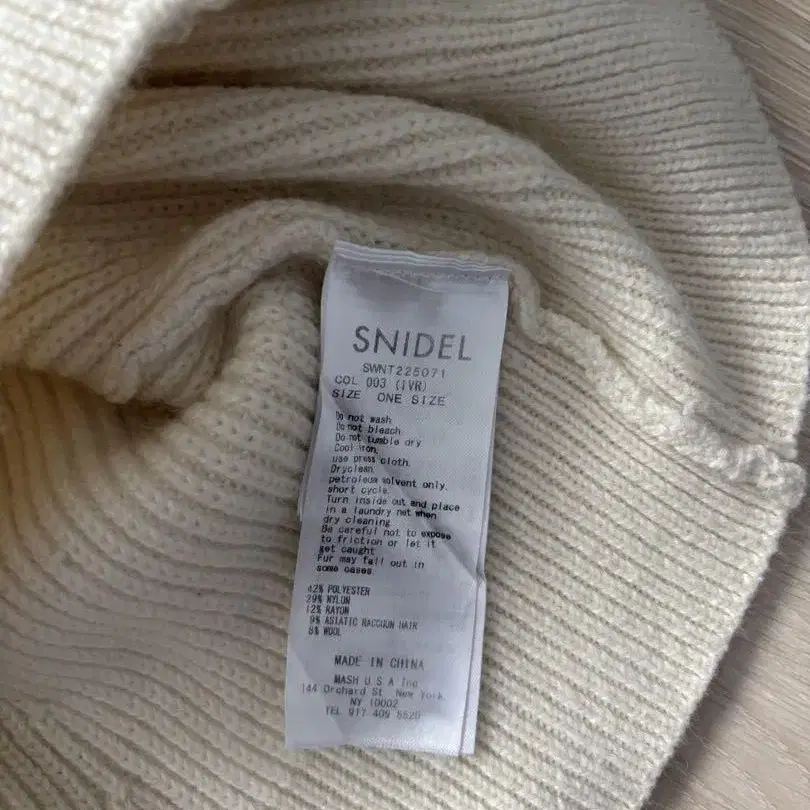 SNIDEL
SWNT225071
COL 003 (IVR)
SIZE ONE SIZE
Do not wash
Do not bleach
Do not tumble dry
Cool iron,
use press cloth.
Dryclean,
petroleum solvent only,
short cycle.
Turn inside out and place
in a laundry net when
dry cleaning
Be careful not to expose
to friction or let it
get caught
Fur may fall out in
some cases.
42% POLYESTER
29% NYLON
12% RAYON
9% ASIATIC RACCOON HAIR
8% WOOL
MADE IN CHINA
MASH U.S.A Inc
144 Orchard St. New York,
NY 10002
TEL 917 409 5520